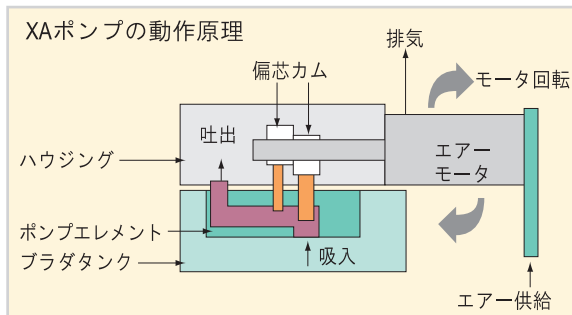 XAポンプの動作原理
排気
モータ回転
偏芯カム
吐出
ハウジング
エアー
モータ
ポンプエレメント
ブラダタンク
吸入
エアー供給